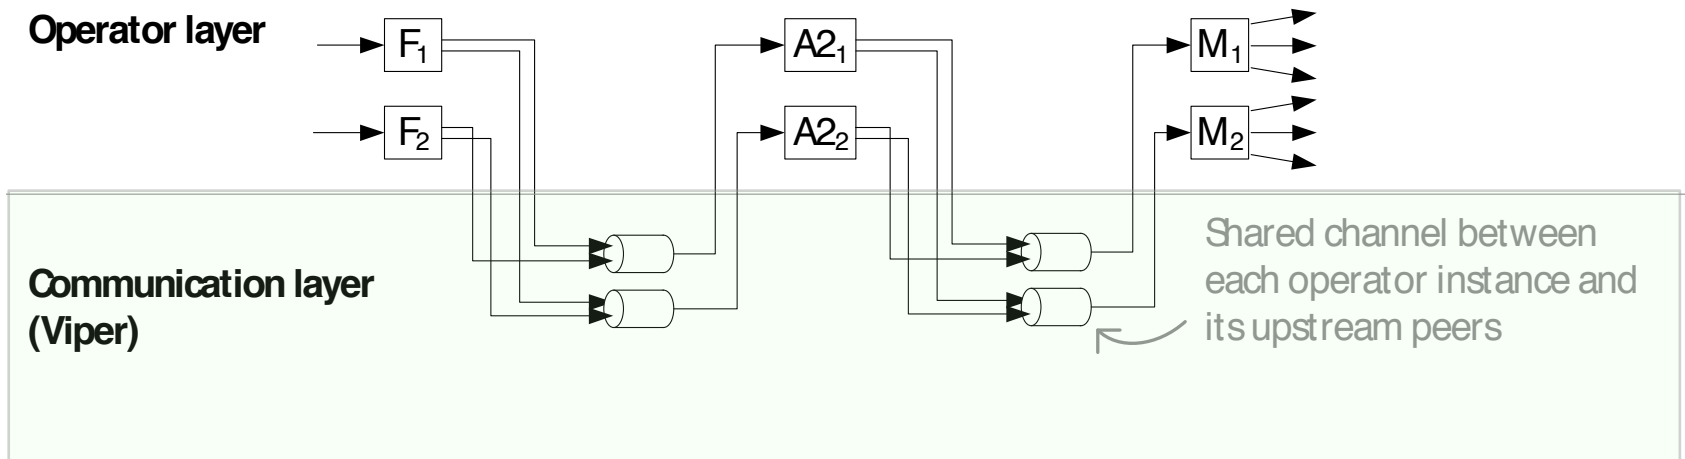 Operator layer
F1
A21
M1
F2
A22
M2
Communication layer
(Viper)
Shared channel between
each operator instance and
its upstream peers